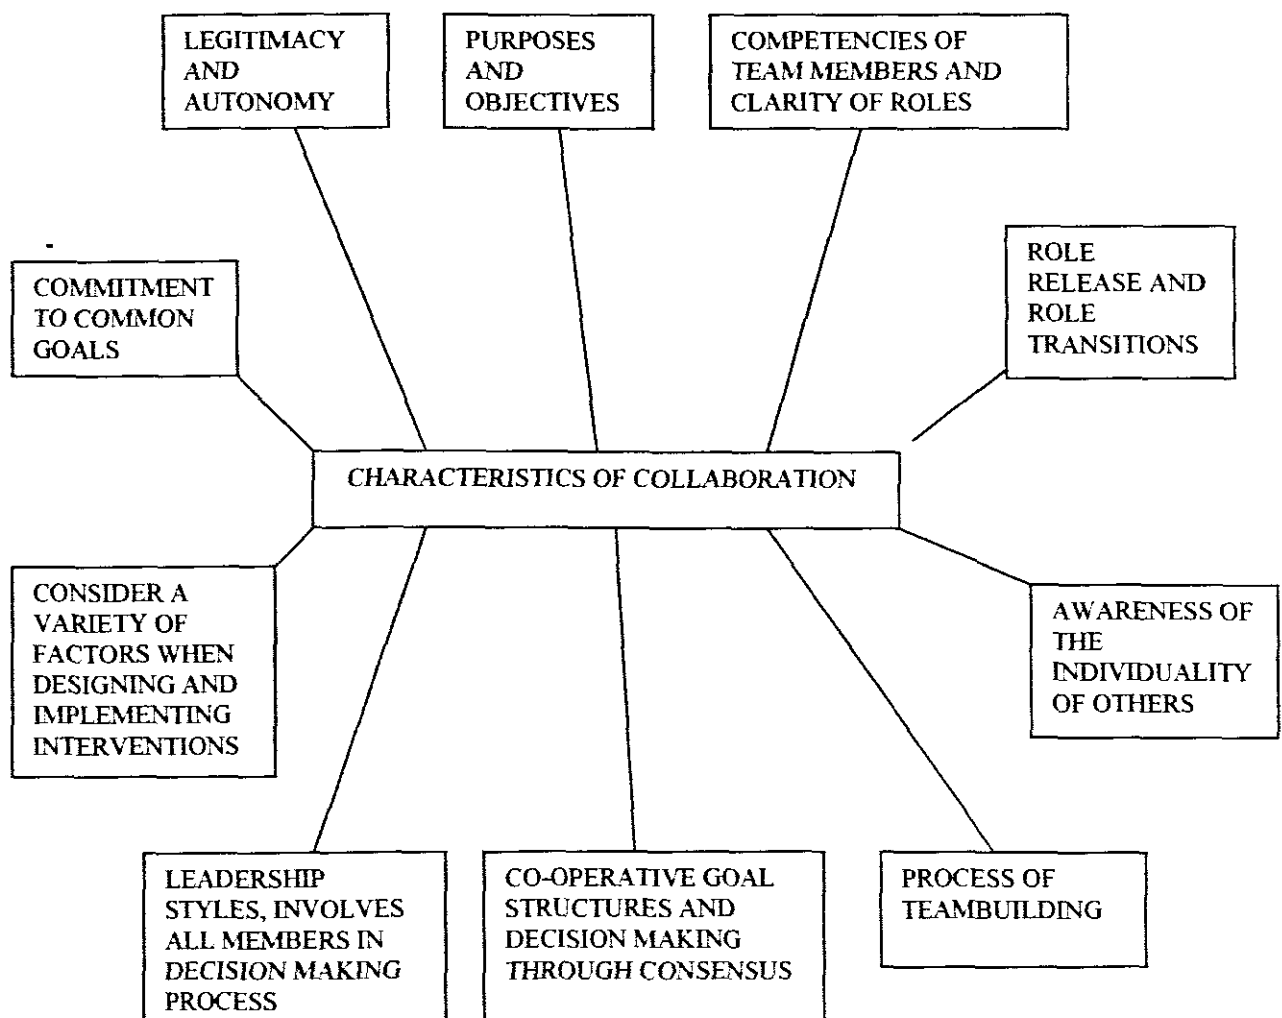 LEGITIMACY
AND
AUTONOMY
PURPOSES
AND
OBJECTIVES
COMPETENCIES OF
TEAM MEMBERS AND
CLARITY OF ROLES
COMMITMENT
TO COMMON
GOALS
ROLE
RELEASE AND
ROLE
TRANSITIONS
CHARACTERISTICS OF COLLABORATION
CONSIDER A
VARIETY OF
FACTORS WHEN
DESIGNING AND
IMPLEMENTING
INTERVENTIONS
AWARENESS OF
THE
INDIVIDUALITY
OF OTHERS
LEADERSHIP
STYLES, INVOLVES
ALL MEMBERS IN
DECISION MAKING
PROCESS
CO-OPERATIVE GOAL
STRUCTURES AND
DECISION MAKING
THROUGH CONSENSUS
PROCESS OF
TEAMBUILDING